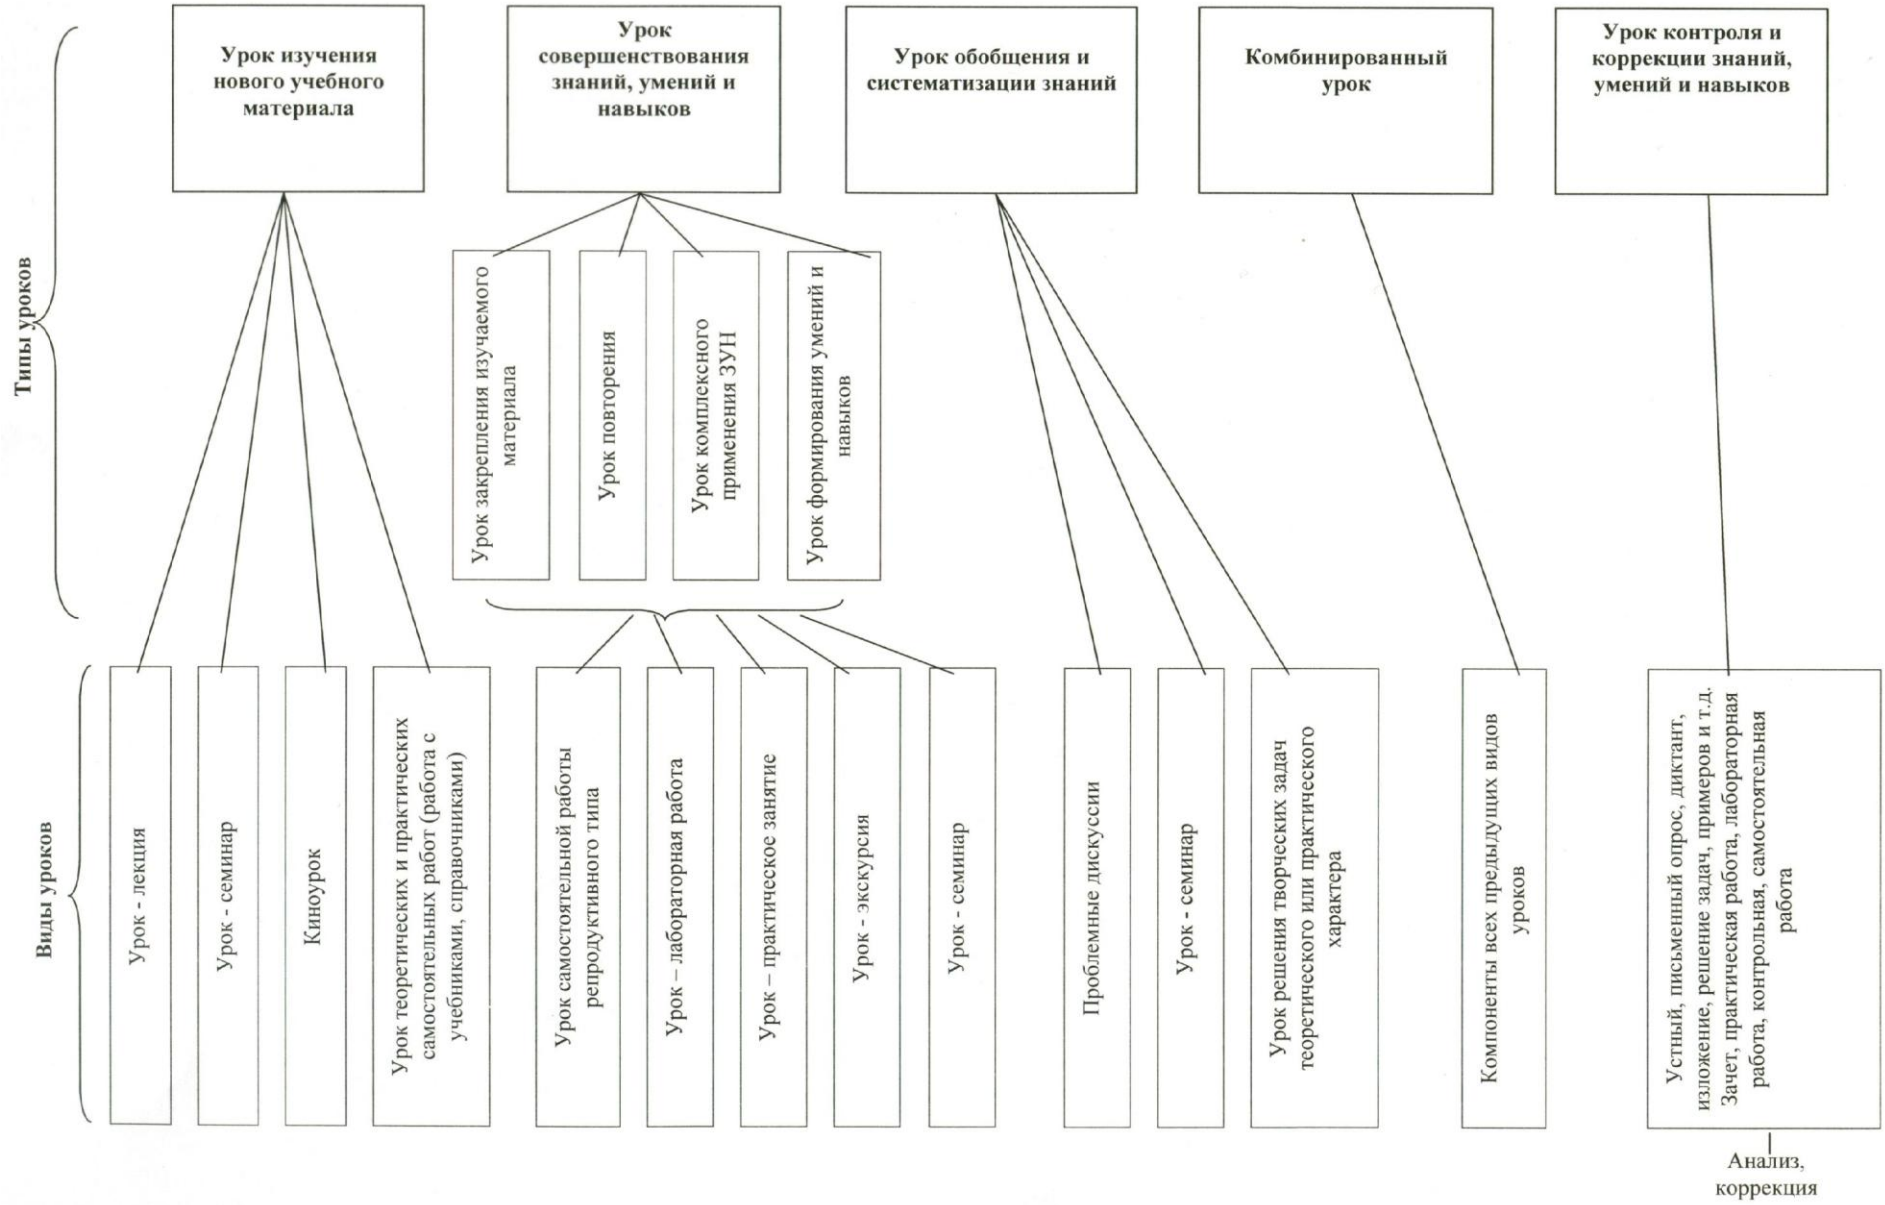 Типы уроков
Урок изучения
нового учебного
материала
Урок
совершенствования
знаний, умений и
навыков
Урок обобщения и
систематизации знаний
Комбинированный
урок
Урок контроля и
коррекции знаний,
умений и навыков
Урок закрепления изучаемого
материала
Урок повторения
Урок комплексного
применения ЗУН
Урок формирования умений и
навыков
Виды уроков
Урок - лекция
Урок - семинар
Киноурок
Урок теоретических и практических
самостоятельных работ (работа с
учебниками, справочниками)
Урок самостоятельной работы
репродуктивного типа
Урок – лабораторная работа
Урок – практическое занятие
Урок - экскурсия
Урок - семинар
Проблемные дискуссии
Урок - семинар
Урок решения творческих задач
теоретического или практического
характера
Компоненты всех предыдущих видов
уроков
Устный, письменный опрос, диктант,
изложение, решение задач, примеров и т.д.
Зачет, практическая работа, лабораторная
работа, контрольная, самостоятельная
работа
Анализ,
коррекция